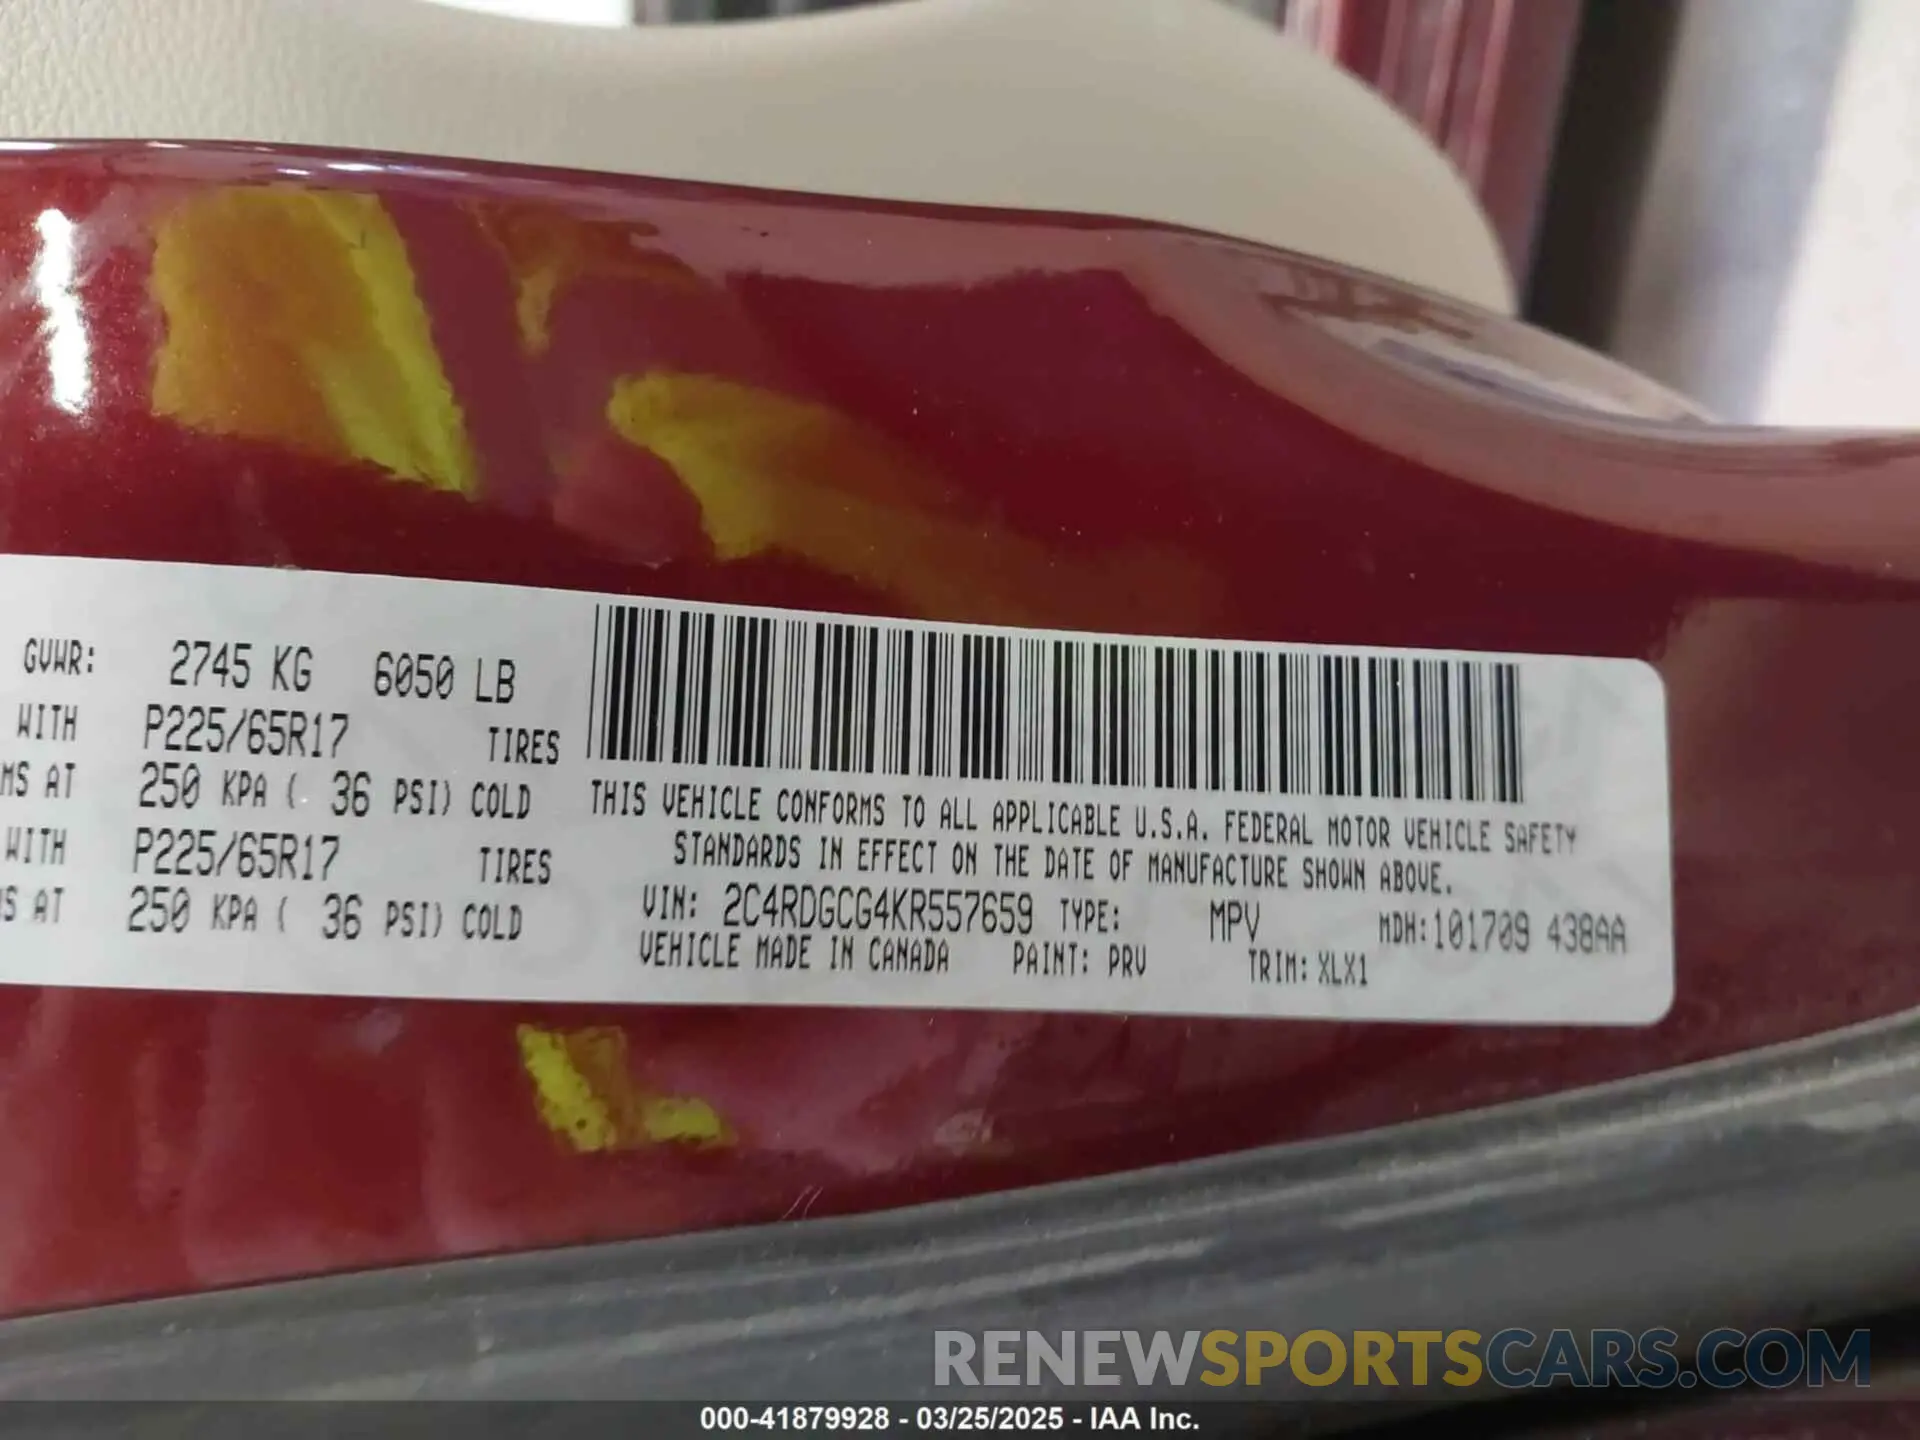 GVWR: 2745 KG 6050 LB
WITH P225/65R17 TIRES
MS AT 250 KPA ( 36 PSI) COLD
WITH P225/65R17 TIRES
S AT 250 KPA ( 36 PSI) COLD
THIS VEHICLE CONFORMS TO ALL APPLICABLE U.S.A. FEDERAL MOTOR VEHICLE SAFETY
STANDARDS IN EFFECT ON THE DATE OF MANUFACTURE SHOWN ABOVE.
VIN: 2C4RDGCG4KR557659 TYPE: MPV MDH:101709 438AA
VEHICLE MADE IN CANADA PAINT: PRV TRIM: XLX1
RENEWSPORTSCARS.COM
000-41879928 - 03/25/2025 - IAA Inc.